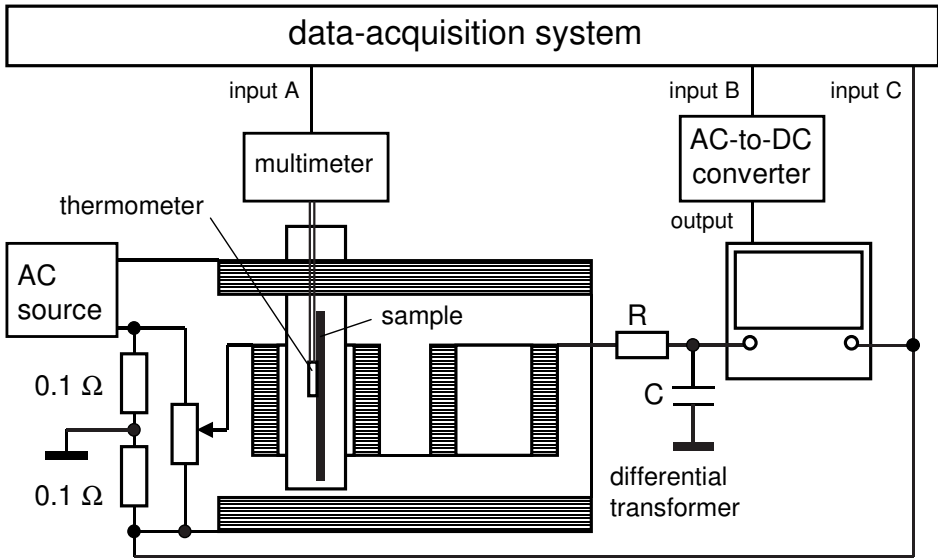 data-acquisition system
input A
input B
input C
multimeter
AC-to-DC
converter
thermometer
output
AC
source
sample
R
0.1 Ω
C
0.1 Ω
differential
transformer